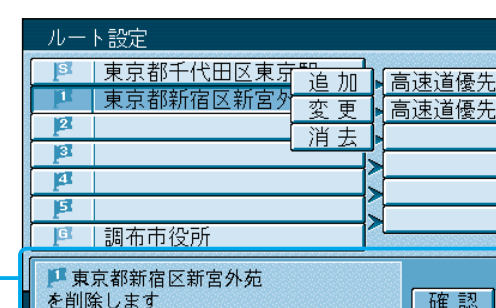 ルート設定
S 東京都千代田区東京
追加 高速道優先
1 東京都新宿区新宮
変更 高速道優先
2
消去
3
4
5
G 調布市役所
1 東京都新宿区新宮外苑
を削除します
確認